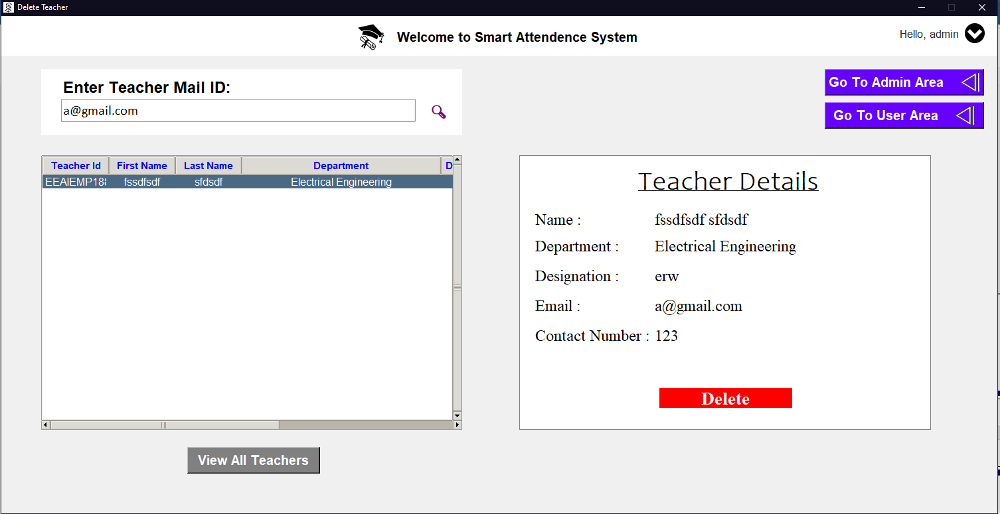 Delete Teacher
Welcome to Smart Attendence System
Hello, admin
Enter Teacher Mail ID:
a@gmail.com
Go To Admin Area
Go To User Area
Teacher Id First Name Last Name Department D
EEAIEMP188 fssdfsdf sfdsdf Electrical Engineering
Teacher Details
Name : fssdfsdf sfdsdf
Department : Electrical Engineering
Designation : erw
Email : a@gmail.com
Contact Number : 123
Delete
View All Teachers